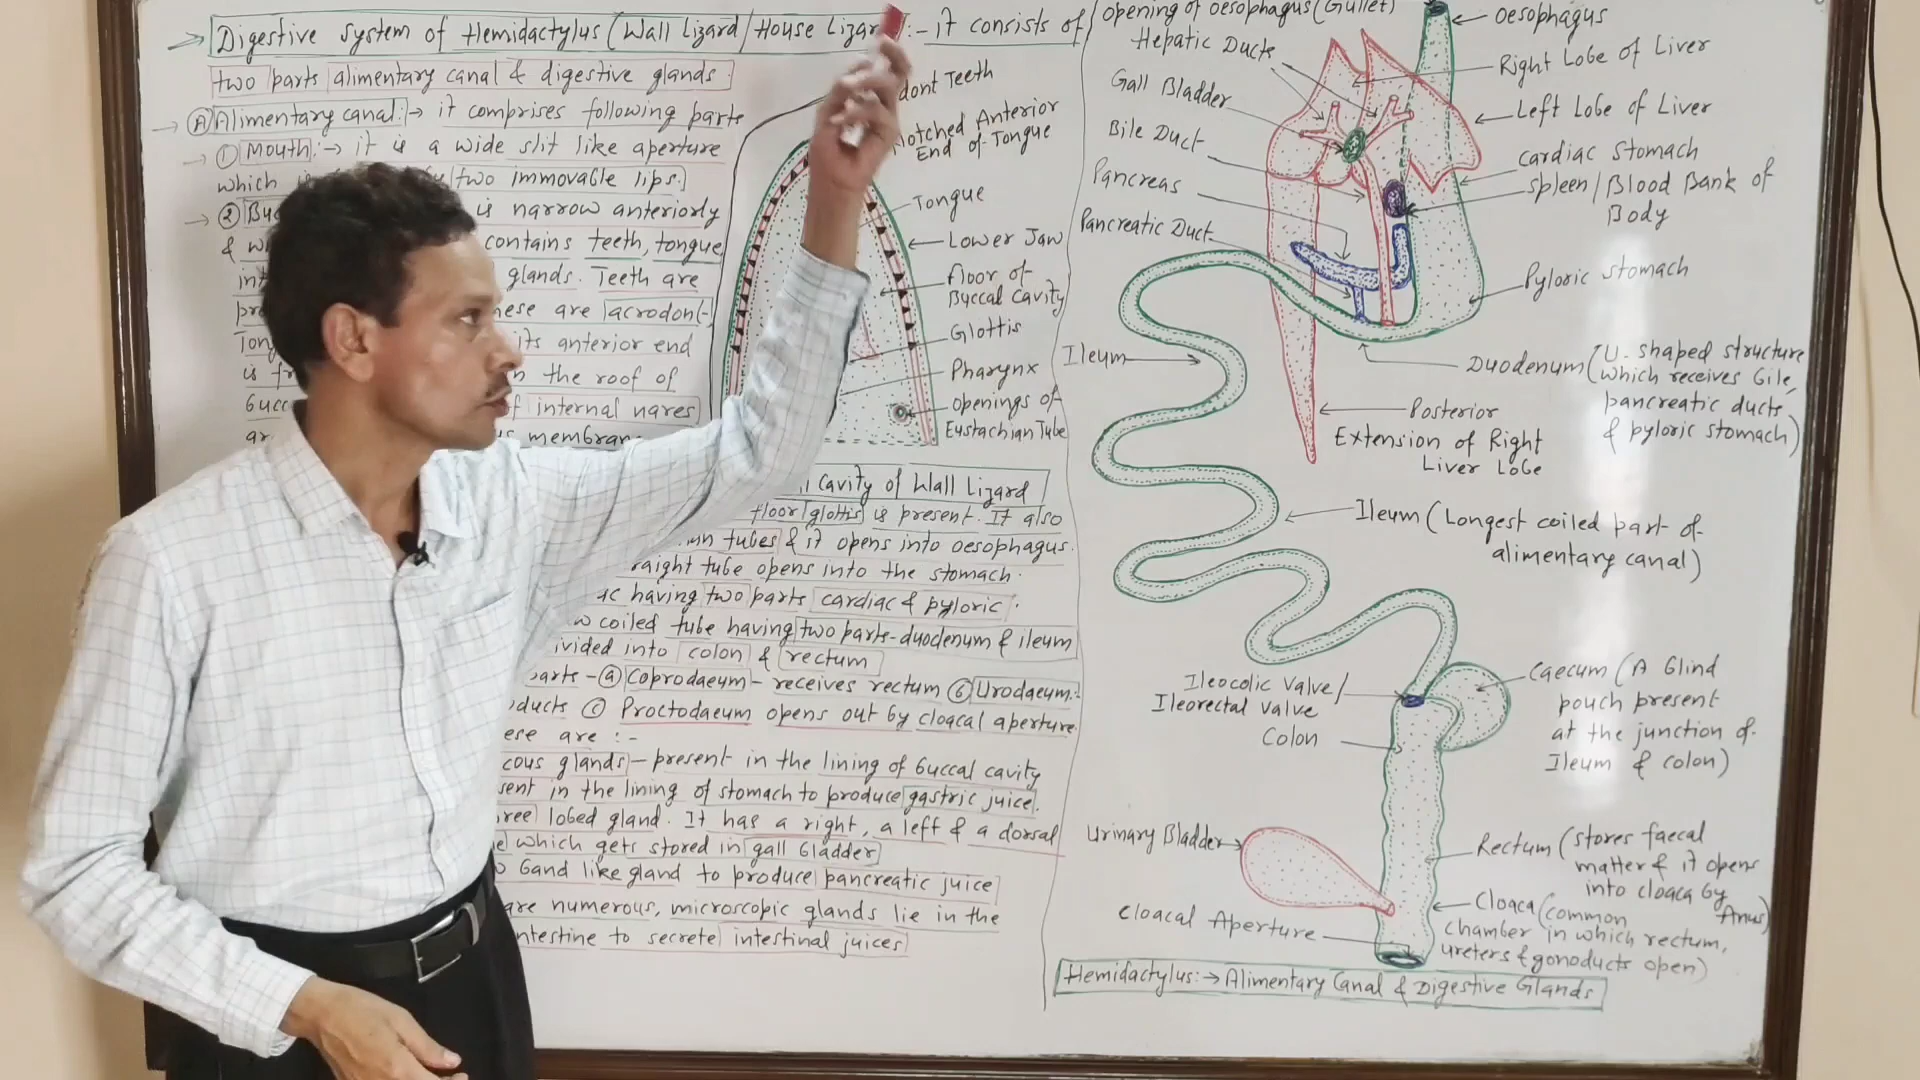 Digestive system of Hemidactylus (Wall Lizard/House Lizard):- it consists of
two parts alimentary canal & digestive glands.
(A) Alimentary canal:→ it comprises following parts
(1) Mouth:→ it is a wide slit like aperture
which is two immovable lips.
(2) is narrow anteriorly
& contains teeth, tongue,
glands. Teeth are
these are acrodon(-
its anterior end
is the roof of
of internal nares
membran
Cavity of Wall Lizard
floor glottis is present. It also
tubes & it opens into oesophagus.
straight tube opens into the stomach.
having two parts cardiac & pyloric.
coiled tube having two parts-duodenum & ileum
divided into colon & rectum
parts-(a) Coprodaeum- receives rectum (b) Urodaeum:-
(c) Proctodaeum opens out by cloacal aperture.
these are :-
glands-present in the lining of buccal cavity
present in the lining of stomach to produce gastric juice.
three lobed gland. It has a right, a left & a dorsal
which gets stored in gall bladder
band like gland to produce pancreatic juice
are numerous, microscopic glands lie in the
intestine to secrete intestinal juices
Teeth
Notched Anterior
End of Tongue
Tongue
Lower Jaw
Floor of
Buccal Cavity
Glottis
Pharynx
Openings of
Eustachian Tube
opening of oesophagus (Gullet)
Hepatic Ducts
Gall Bladder
Bile Duct
Pancreas
Pancreatic Duct
Ileum
Oesophagus
Right Lobe of Liver
Left Lobe of Liver
Cardiac Stomach
Spleen/Blood Bank of
Body
Pyloric Stomach
Duodenum (U-shaped structure
which receives bile,
pancreatic ducts,
& pyloric stomach)
Posterior
Extension of Right
Liver Lobe
Ileum (Longest coiled part of
alimentary canal)
Ileocolic Valve/
Ileorectal Valve
Colon
Caecum (A blind
pouch present
at the junction of
Ileum & colon)
Urinary Bladder
Rectum (stores faecal
matter & it opens
into cloaca by
Anus)
Cloaca (common
chamber in which rectum,
ureters & gonoducts open)
Cloacal Aperture
Hemidactylus:→ Alimentary Canal & Digestive Glands